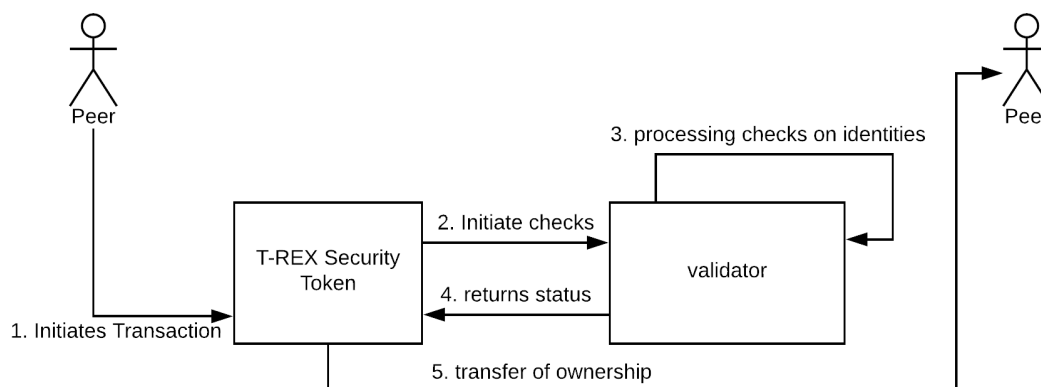 Peer
Pee
3. processing checks on identities
2. Initiate checks
T-REX Security
Token
validator
4. returns status
1. Initiates Transaction
5. transfer of ownership